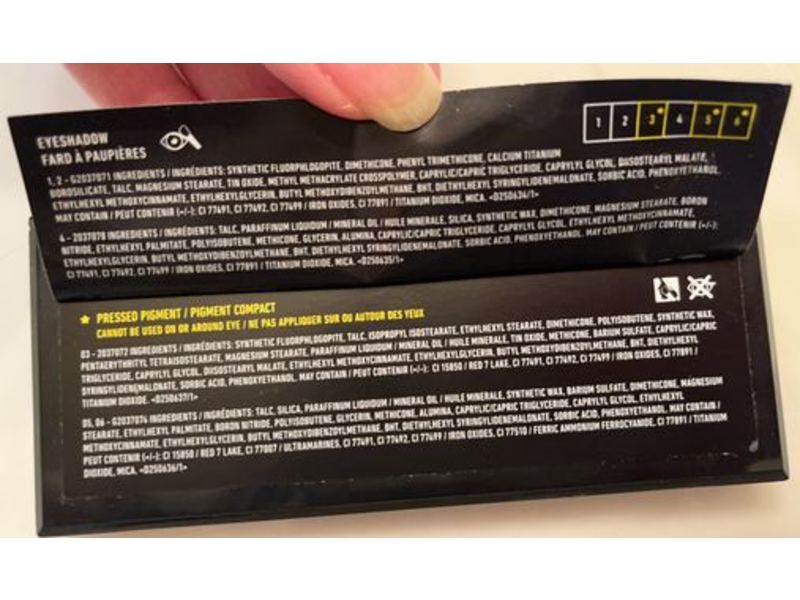 EYESHADOW
FARD À PAUPIÈRES
1 2 3* 4 5* 6*
1, 2 - G2037071 INGREDIENTS / INGRÉDIENTS: SYNTHETIC FLUORPHLOGOPITE, DIMETHICONE, PHENYL TRIMETHICONE, CALCIUM TITANIUM
BOROSILICATE, TALC, MAGNESIUM STEARATE, TIN OXIDE, METHYL METHACRYLATE CROSSPOLYMER, CAPRYLIC/CAPRIC TRIGLYCERIDE, CAPRYLYL GLYCOL, DIISOSTEARYL MALATE,
ETHYLHEXYL METHOXYCINNAMATE, ETHYLHEXYLGLYCERIN, BUTYL METHOXYDIBENZOYLMETHANE, BHT, DIETHYLHEXYL SYRINGYLIDENEMALONATE, SORBIC ACID, PHENOXYETHANOL.
MAY CONTAIN / PEUT CONTENIR (+/-): CI 77491, CI 77492, CI 77499 / IRON OXIDES, CI 77891 / TITANIUM DIOXIDE, MICA. <D250634/1>
4 - 2037078 INGREDIENTS / INGRÉDIENTS: TALC, PARAFFINUM LIQUIDUM / MINERAL OIL / HUILE MINERALE, SILICA, SYNTHETIC WAX, DIMETHICONE, MAGNESIUM STEARATE, BORON
NITRIDE, ETHYLHEXYL PALMITATE, POLYISOBUTENE, METHICONE, GLYCERIN, ALUMINA, CAPRYLIC/CAPRIC TRIGLYCERIDE, CAPRYLYL GLYCOL, ETHYLHEXYL METHOXYCINNAMATE,
ETHYLHEXYLGLYCERIN, BUTYL METHOXYDIBENZOYLMETHANE, BHT, DIETHYLHEXYL SYRINGYLIDENEMALONATE, SORBIC ACID, PHENOXYETHANOL. MAY CONTAIN / PEUT CONTENIR (+/-):
CI 77491, CI 77492, CI 77499 / IRON OXIDES, CI 77891 / TITANIUM DIOXIDE, MICA. <D250635/1>
★ PRESSED PIGMENT / PIGMENT COMPACT
CANNOT BE USED ON OR AROUND EYE / NE PAS APPLIQUER SUR OU AUTOUR DES YEUX
03 - 2037072 INGREDIENTS / INGRÉDIENTS: SYNTHETIC FLUORPHLOGOPITE, TALC, ISOPROPYL ISOSTEARATE, ETHYLHEXYL STEARATE, DIMETHICONE, POLYISOBUTENE, SYNTHETIC WAX,
PENTAERYTHRITYL TETRAISOSTEARATE, MAGNESIUM STEARATE, PARAFFINUM LIQUIDUM / MINERAL OIL / HUILE MINERALE, TIN OXIDE, METHICONE, BARIUM SULFATE, CAPRYLIC/CAPRIC
TRIGLYCERIDE, CAPRYLYL GLYCOL, DIISOSTEARYL MALATE, ETHYLHEXYL METHOXYCINNAMATE, ETHYLHEXYLGLYCERIN, BUTYL METHOXYDIBENZOYLMETHANE, BHT, DIETHYLHEXYL
SYRINGYLIDENEMALONATE, SORBIC ACID, PHENOXYETHANOL. MAY CONTAIN / PEUT CONTENIR (+/-): CI 15850 / RED 7 LAKE, CI 77491, CI 77492, CI 77499 / IRON OXIDES, CI 77891 /
TITANIUM DIOXIDE. <D250637/1>
05, 06 - G2037074 INGREDIENTS / INGRÉDIENTS: TALC, SILICA, PARAFFINUM LIQUIDUM / MINERAL OIL / HUILE MINERALE, SYNTHETIC WAX, BARIUM SULFATE, DIMETHICONE, MAGNESIUM
STEARATE, ETHYLHEXYL PALMITATE, BORON NITRIDE, POLYISOBUTENE, GLYCERIN, METHICONE, ALUMINA, CAPRYLIC/CAPRIC TRIGLYCERIDE, CAPRYLYL GLYCOL, ETHYLHEXYL
METHOXYCINNAMATE, ETHYLHEXYLGLYCERIN, BUTYL METHOXYDIBENZOYLMETHANE, BHT, DIETHYLHEXYL SYRINGYLIDENEMALONATE, SORBIC ACID, PHENOXYETHANOL. MAY CONTAIN /
PEUT CONTENIR (+/-): CI 15850 / RED 7 LAKE, CI 77007 / ULTRAMARINES, CI 77491, CI 77492, CI 77499 / IRON OXIDES, CI 77510 / FERRIC AMMONIUM FERROCYANIDE, CI 77891 / TITANIUM
DIOXIDE, MICA. <D250636/1>